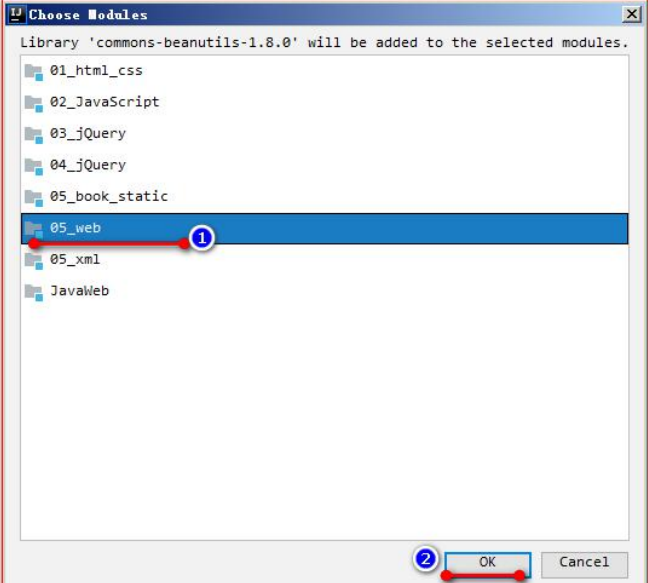 Choose Modules
Library 'commons-beanutils-1.8.0' will be added to the selected modules.
01_html_css
02_JavaScript
03_jQuery
04_jQuery
05_book_static
05_web
1
05_xml
JavaWeb
2
OK
Cancel